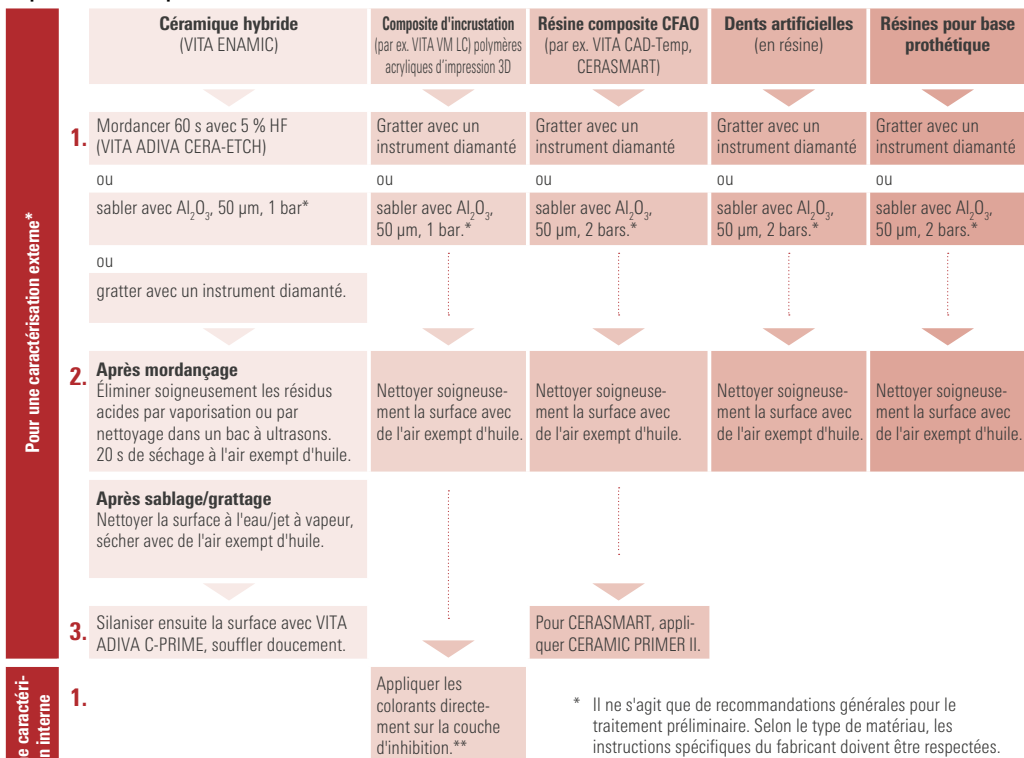 Céramique hybride
(VITA ENAMIC)
Composite d'incrustation
(par ex. VITA VM LC) polymères
acryliques d'impression 3D
Résine composite CFAO
(par ex. VITA CAD-Temp,
CERASMART)
Dents artificielles
(en résine)
Résines pour base
prothétique
Pour une caractérisation externe*
1.
Mordancer 60 s avec 5 % HF
(VITA ADIVA CERA-ETCH)
ou
sabler avec Al₂O₃, 50 µm, 1 bar*
ou
gratter avec un instrument diamanté.
Gratter avec un
instrument diamanté
ou
sabler avec Al₂O₃,
50 µm, 1 bar.*
Gratter avec un
instrument diamanté
ou
sabler avec Al₂O₃,
50 µm, 2 bars.*
Gratter avec un
instrument diamanté
ou
sabler avec Al₂O₃,
50 µm, 2 bars.*
Gratter avec un
instrument diamanté
ou
sabler avec Al₂O₃,
50 µm, 2 bars.*
2.
Après mordançage
Éliminer soigneusement les résidus
acides par vaporisation ou par
nettoyage dans un bac à ultrasons.
20 s de séchage à l'air exempt d'huile.
Après sablage/grattage
Nettoyer la surface à l'eau/jet à vapeur,
sécher avec de l'air exempt d'huile.
Nettoyer soigneuse-
ment la surface avec
de l'air exempt d'huile.
Nettoyer soigneuse-
ment la surface avec
de l'air exempt d'huile.
Nettoyer soigneuse-
ment la surface avec
de l'air exempt d'huile.
Nettoyer soigneuse-
ment la surface avec
de l'air exempt d'huile.
3.
Silaniser ensuite la surface avec VITA
ADIVA C-PRIME, souffler doucement.
Pour CERASMART, appli-
quer CERAMIC PRIMER II.
caractéri-
interne
1.
Appliquer les
colorants directe-
ment sur la couche
d'inhibition.**
* Il ne s'agit que de recommandations générales pour le
traitement préliminaire. Selon le type de matériau, les
instructions spécifiques du fabricant doivent être respectées.